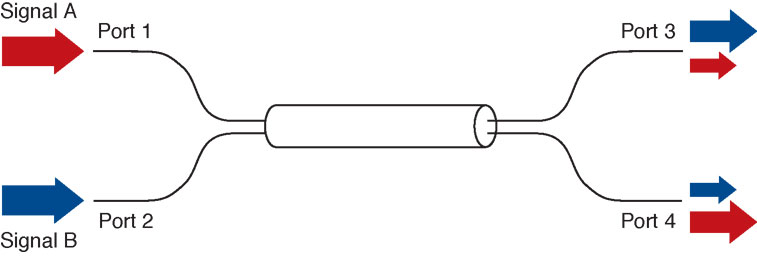 Signal A
Port 1
Port 3
Port 2
Port 4
Signal B